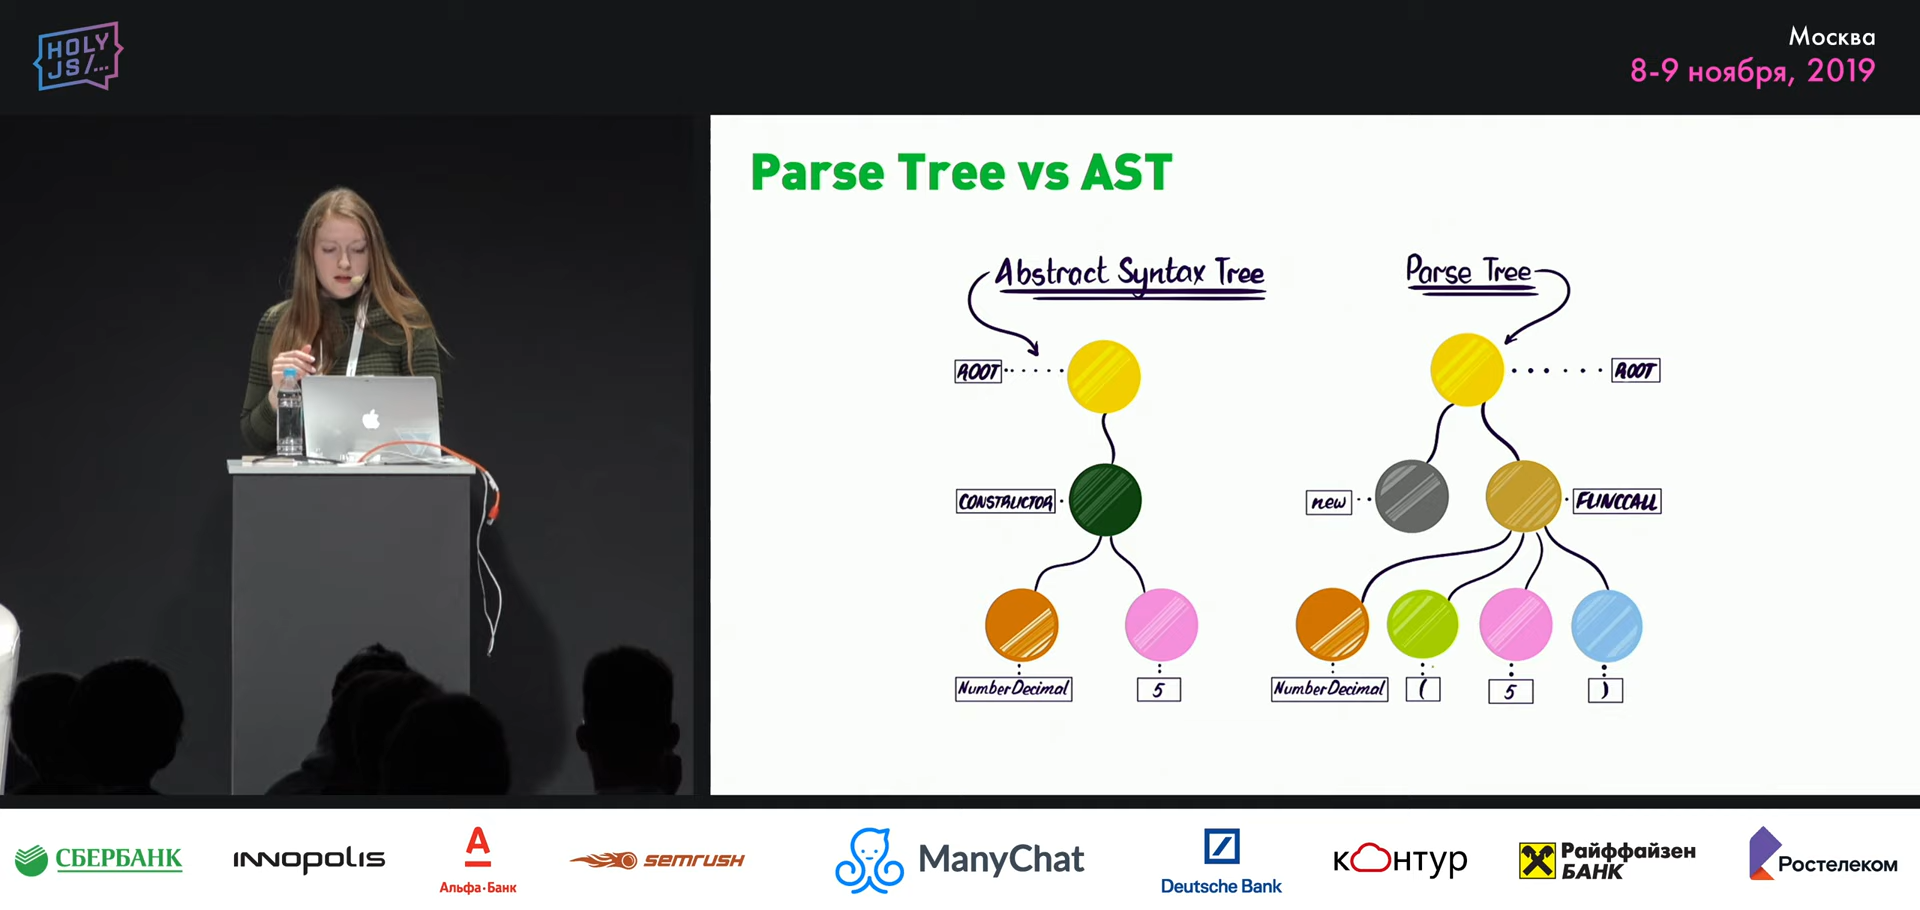 HOLY
JS/...
Москва
8-9 ноября, 2019
Parse Tree vs AST
Abstract Syntax Tree
Parse Tree
ROOT
ROOT
CONSTRUCTOR
new
FUNCCALL
NumberDecimal
5
NumberDecimal
(
5
)
СБЕРБАНК
INNOPOLIS
А
Альфа·Банк
semrush
ManyChat
Deutsche Bank
контур
Райффайзен
БАНК
Ростелеком